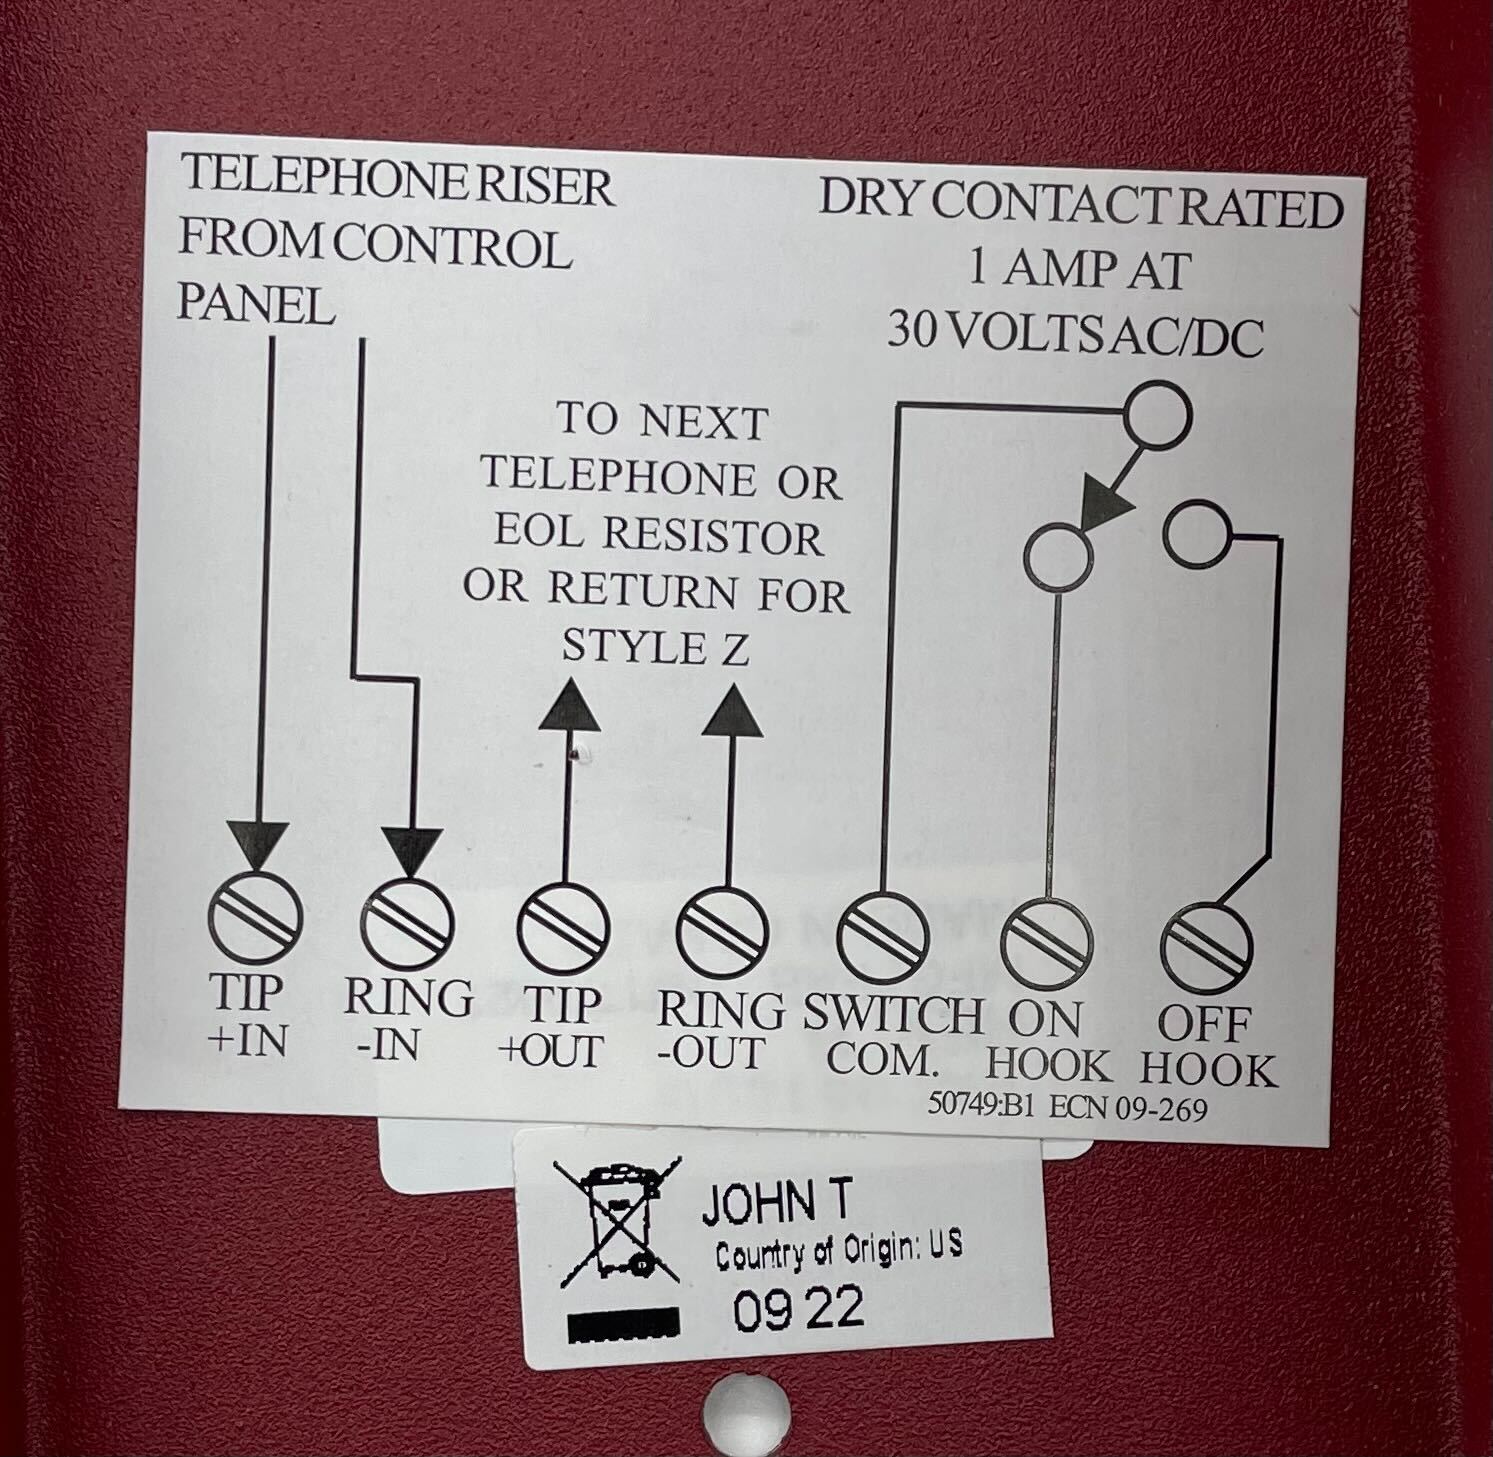 TELEPHONE RISER
FROM CONTROL
PANEL
DRY CONTACT RATED
1 AMP AT
30 VOLTS AC/DC
TO NEXT
TELEPHONE OR
EOL RESISTOR
OR RETURN FOR
STYLE Z
TIP
+IN
RING
-IN
TIP
+OUT
RING
-OUT
SWITCH
COM.
ON
HOOK
OFF
HOOK
50749:B1 ECN 09-269
JOHN T
Country of Origin: US
09 22